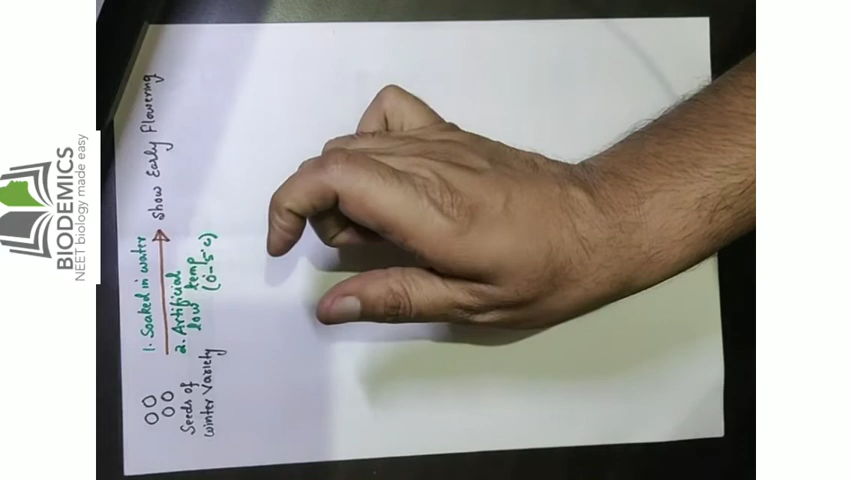 BIODEMICS
NEET biology made easy
1. Soaked in water
2. Artificial
low temp
(0-5°c)
Seeds of
winter variety
show Early Flowering